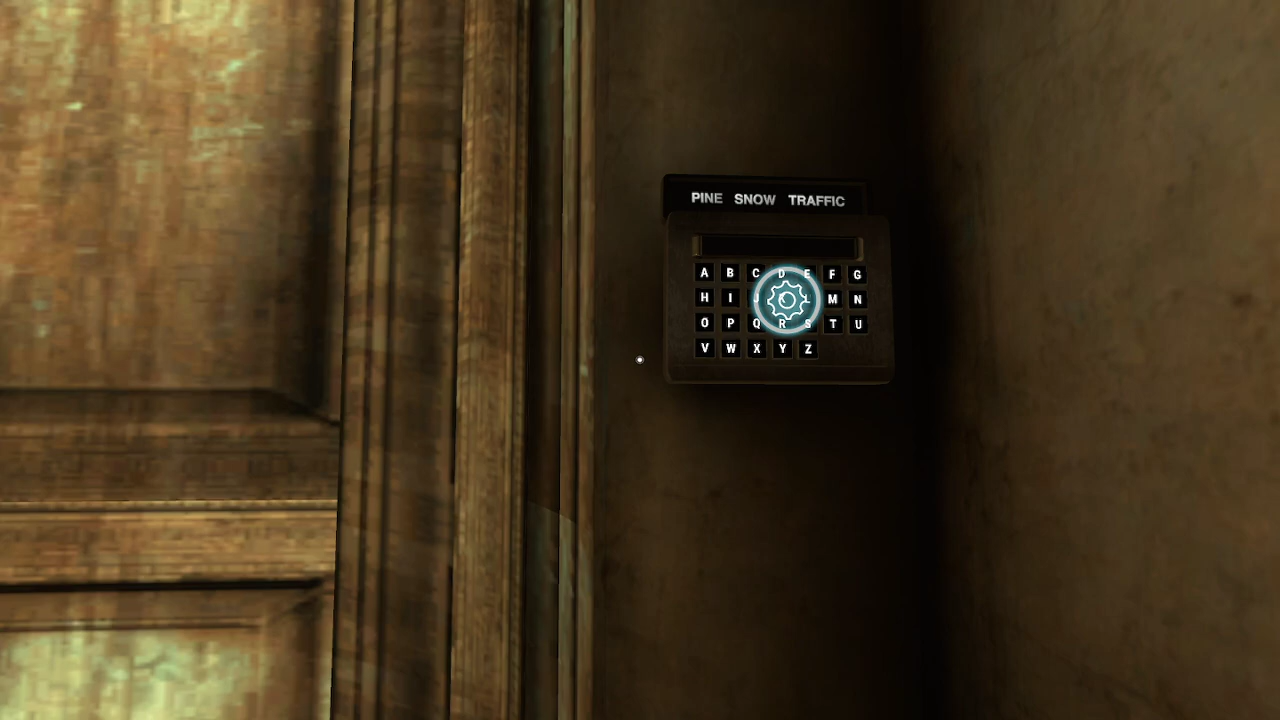 PINE SNOW TRAFFIC
A B C D E F G
H I J L M N
O P Q R S T U
V W X Y Z